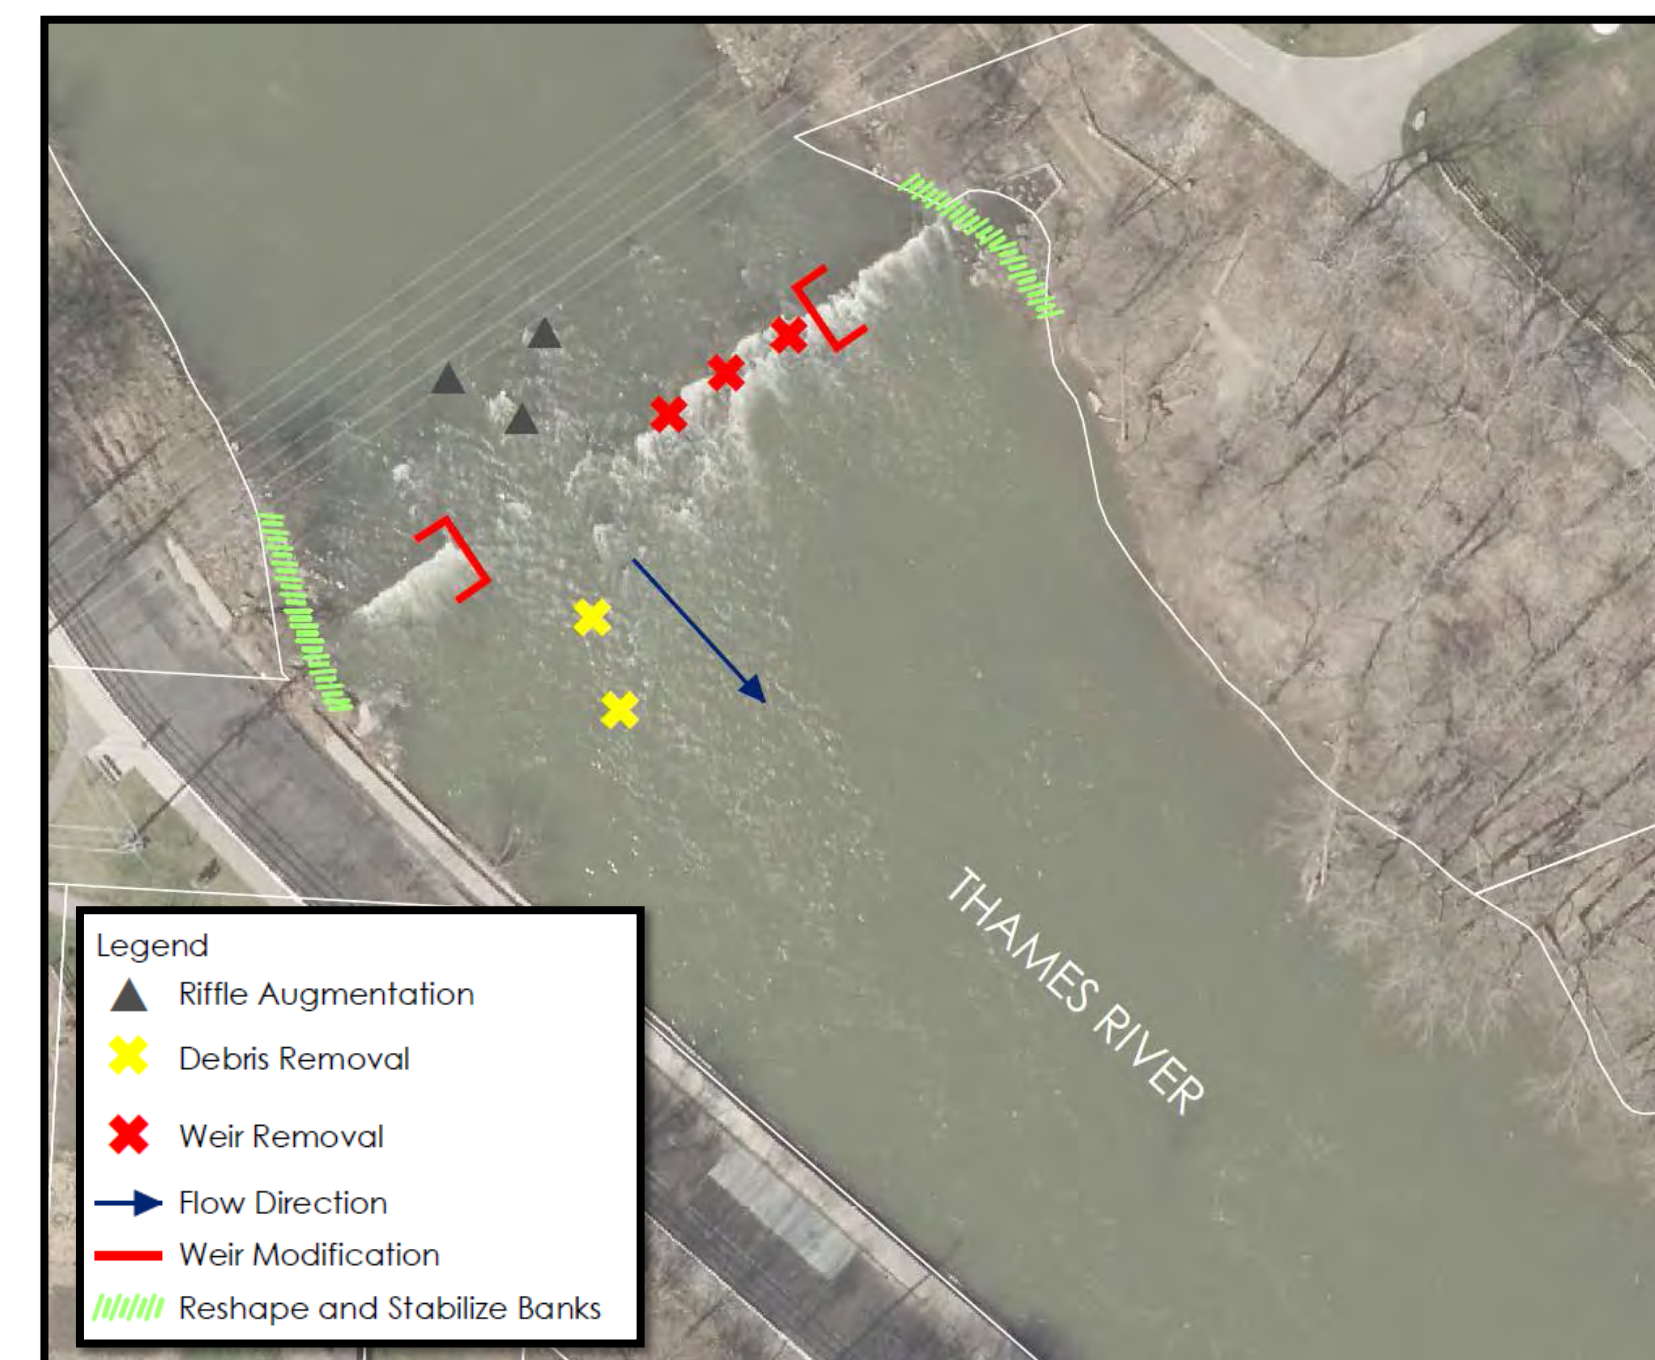 THAMES RIVER
Legend
Riffle Augmentation
Debris Removal
Weir Removal
Flow Direction
Weir Modification
Reshape and Stabilize Banks